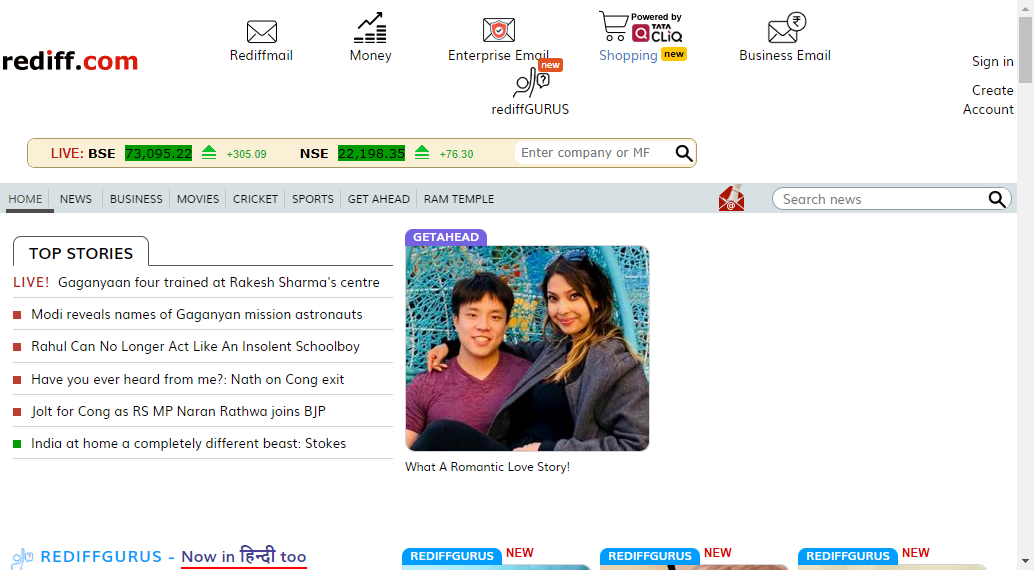 rediff.com
Rediffmail
Money
Enterprise Email
new
Powered by
TATA
CLiQ
Shopping new
Business Email
rediffGURUS
Sign in
Create
Account
LIVE: BSE 73,095.22 +305.09 NSE 22,198.35 +76.30 Enter company or MF
HOME NEWS BUSINESS MOVIES CRICKET SPORTS GET AHEAD RAM TEMPLE Search news
TOP STORIES
LIVE! Gaganyaan four trained at Rakesh Sharma's centre
Modi reveals names of Gaganyan mission astronauts
Rahul Can No Longer Act Like An Insolent Schoolboy
Have you ever heard from me?: Nath on Cong exit
Jolt for Cong as RS MP Naran Rathwa joins BJP
India at home a completely different beast: Stokes
GETAHEAD
What A Romantic Love Story!
REDIFFGURUS - Now in हिन्दी too
REDIFFGURUS NEW
REDIFFGURUS NEW
REDIFFGURUS NEW